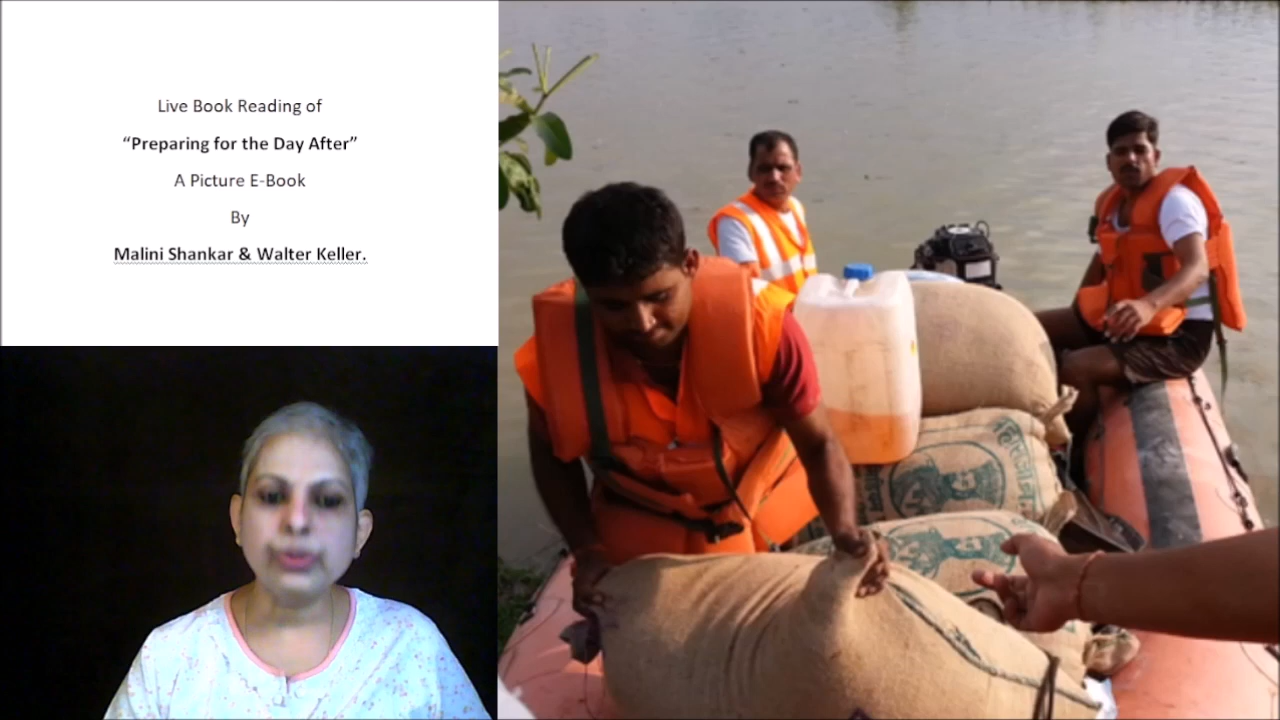 Live Book Reading of
“Preparing for the Day After”
A Picture E-Book
By
Malini Shankar & Walter Keller.